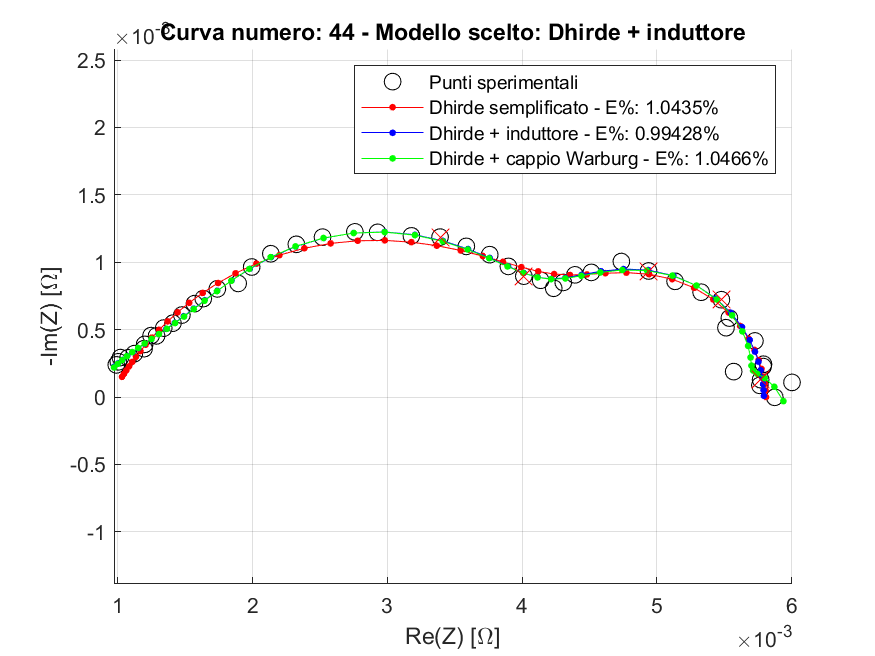 ×10⁻³
Curva numero: 44 - Modello scelto: Dhirde + induttore
Punti sperimentali
Dhirde semplificato - E%: 1.0435%
Dhirde + induttore - E%: 0.99428%
Dhirde + cappio Warburg - E%: 1.0466%
2.5
2
1.5
1
0.5
0
-0.5
-1
-Im(Z) [Ω]
1 2 3 4 5 6
Re(Z) [Ω]
×10⁻³